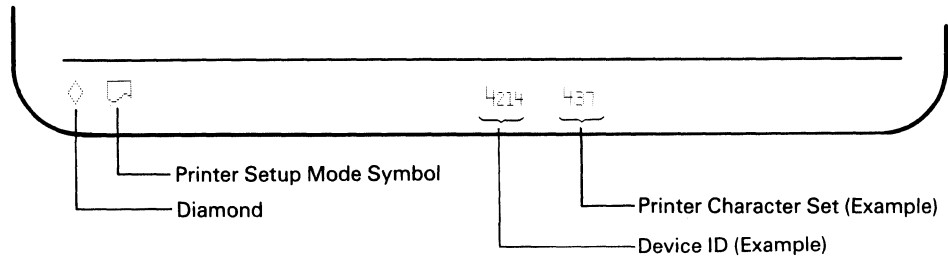 4214 437
Printer Setup Mode Symbol
Diamond
Printer Character Set (Example)
Device ID (Example)